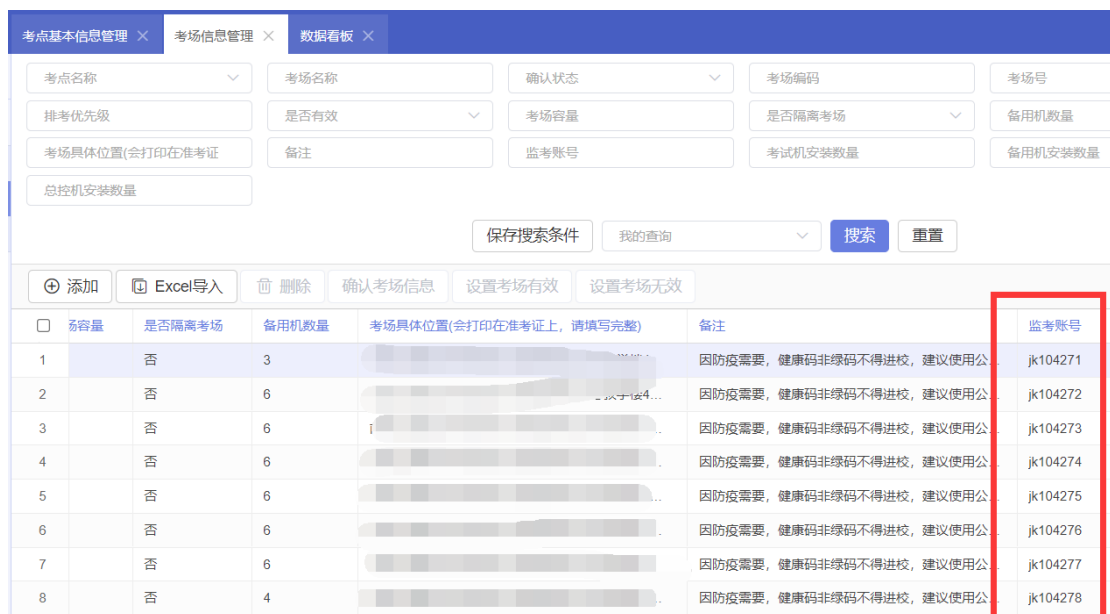 考点基本信息管理 考场信息管理 数据看板
考点名称 考场名称 确认状态 考场编码 考场号
排考优先级 是否有效 考场容量 是否隔离考场 备用机数量
考场具体位置(会打印在准考证 备注 监考账号 考试机安装数量 备用机安装数量
总控机安装数量
保存搜索条件 我的查询 搜索 重置
添加 Excel导入 删除 确认考场信息 设置考场有效 设置考场无效
场容量 是否隔离考场 备用机数量 考场具体位置(会打印在准考证上，请填写完整) 备注 监考账号
1 否 3 因防疫需要，健康码非绿码不得进校，建议使用公... jk104271
2 否 6 4... 因防疫需要，健康码非绿码不得进校，建议使用公... jk104272
3 否 6 因防疫需要，健康码非绿码不得进校，建议使用公... jk104273
4 否 6 因防疫需要，健康码非绿码不得进校，建议使用公... jk104274
5 否 6 因防疫需要，健康码非绿码不得进校，建议使用公... jk104275
6 否 6 因防疫需要，健康码非绿码不得进校，建议使用公... jk104276
7 否 6 因防疫需要，健康码非绿码不得进校，建议使用公... jk104277
8 否 4 因防疫需要，健康码非绿码不得进校，建议使用公... jk104278